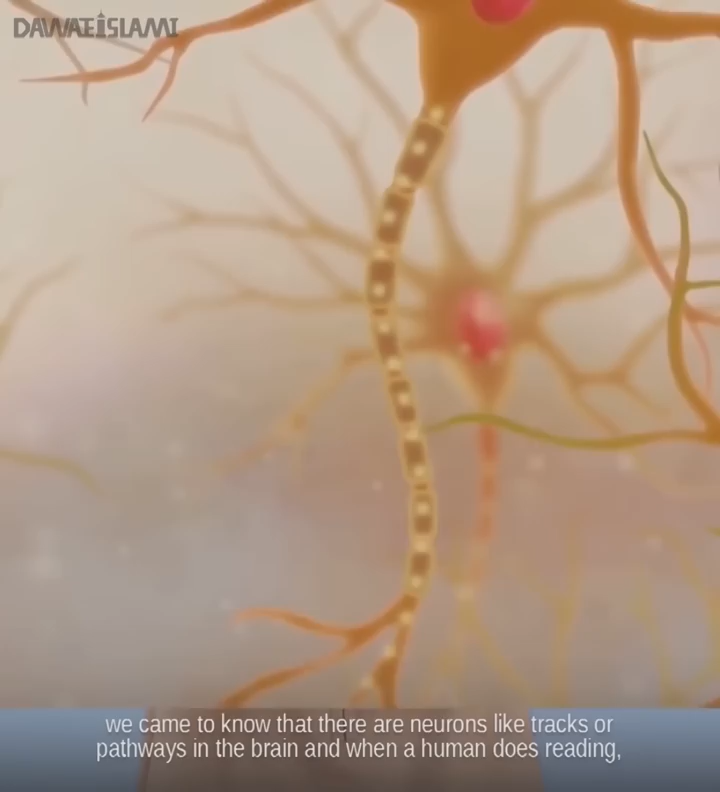 DAWATEISLAMI
we came to know that there are neurons like tracks or
pathways in the brain and when a human does reading,